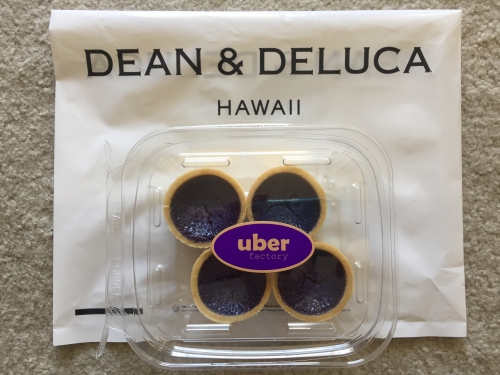 DEAN & DELUCA
HAWAII
uber
factory